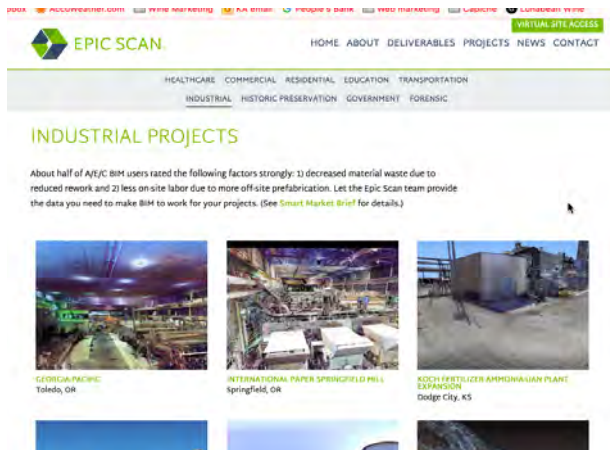 AccuWeather.com Wine Marketing KA email People's Bank Web marketing Capiche Lunabean Wine
VIRTUAL SITE ACCESS
EPIC SCAN
HOME ABOUT DELIVERABLES PROJECTS NEWS CONTACT
HEALTHCARE COMMERCIAL RESIDENTIAL EDUCATION TRANSPORTATION
INDUSTRIAL HISTORIC PRESERVATION GOVERNMENT FORENSIC
INDUSTRIAL PROJECTS
About half of A/E/C BIM users rated the following factors strongly: 1) decreased material waste due to
reduced rework and 2) less on-site labor due to more off-site prefabrication. Let the Epic Scan team provide
the data you need to make BIM to work for your projects. (See Smart Market Brief for details.)
GEORGIA-PACIFIC
Toledo, OR
INTERNATIONAL PAPER SPRINGFIELD MILL
Springfield, OR
KOCH FERTILIZER AMMONIA-UAN PLANT
EXPANSION
Dodge City, KS